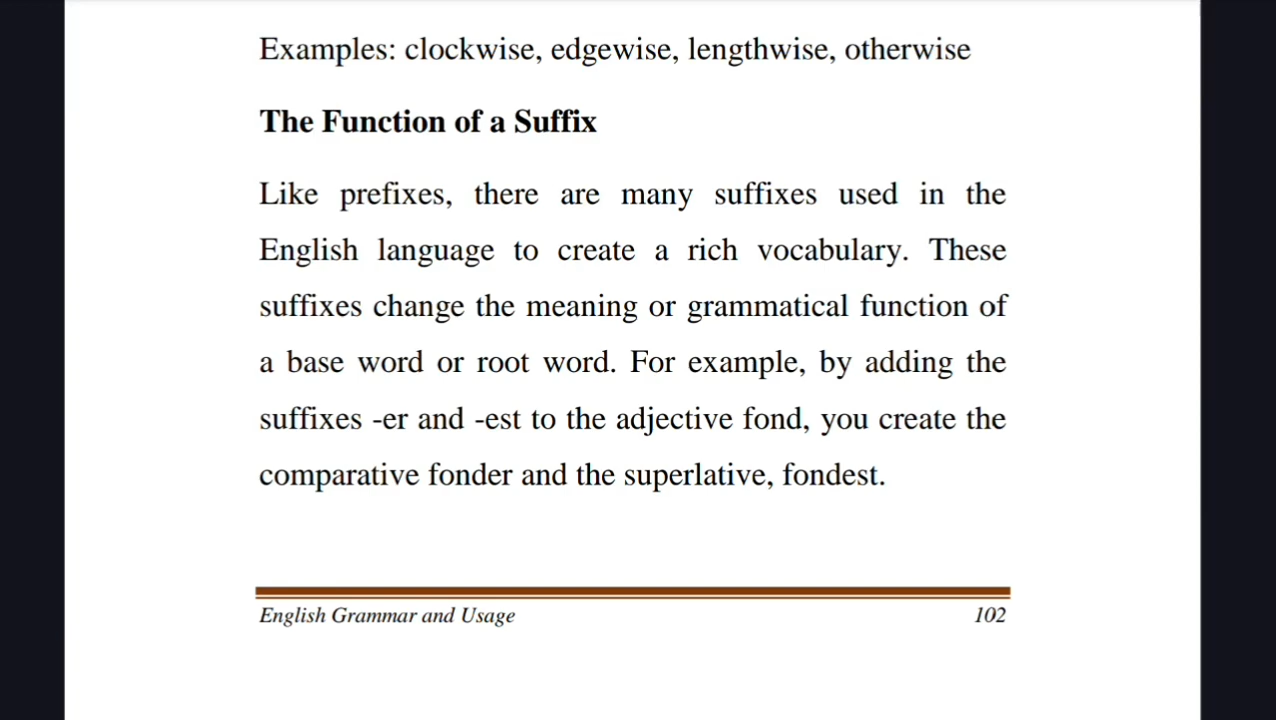 Examples: clockwise, edgewise, lengthwise, otherwise
The Function of a Suffix
Like prefixes, there are many suffixes used in the
English language to create a rich vocabulary. These
suffixes change the meaning or grammatical function of
a base word or root word. For example, by adding the
suffixes -er and -est to the adjective fond, you create the
comparative fonder and the superlative, fondest.
English Grammar and Usage 102